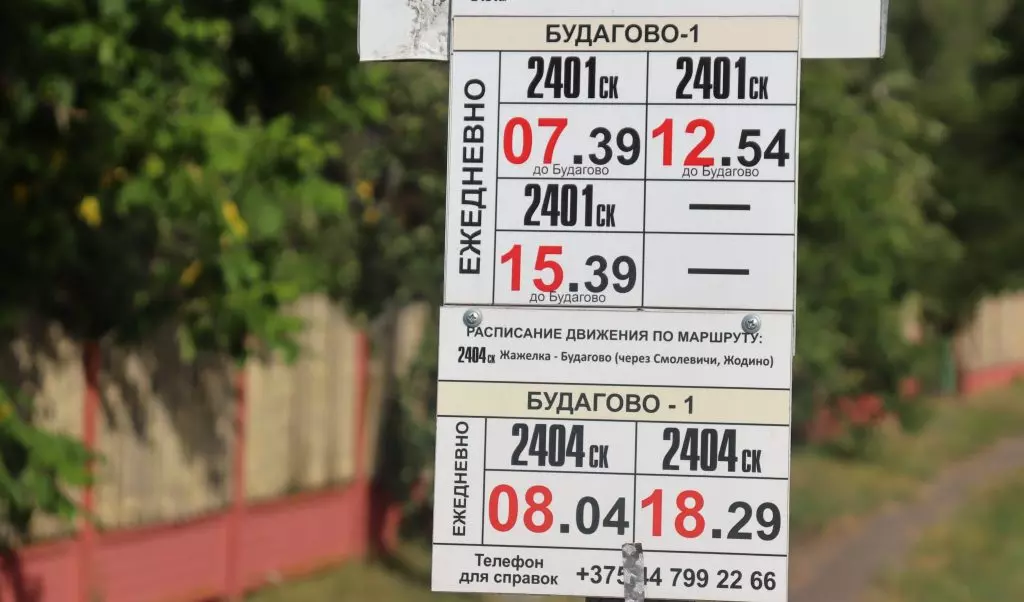 БУДАГОВО-1
ЕЖЕДНЕВНО
2401СК 2401СК
07.39 12.54
до Будагово до Будагово
2401СК —
15.39 —
до Будагово
РАСПИСАНИЕ ДВИЖЕНИЯ ПО МАРШРУТУ:
2404СК Жажелка - Будагово (через Смолевичи, Жодино)
БУДАГОВО - 1
ЕЖЕДНЕВНО
2404СК 2404СК
08.04 18.29
Телефон
для справок +375 44 799 22 66